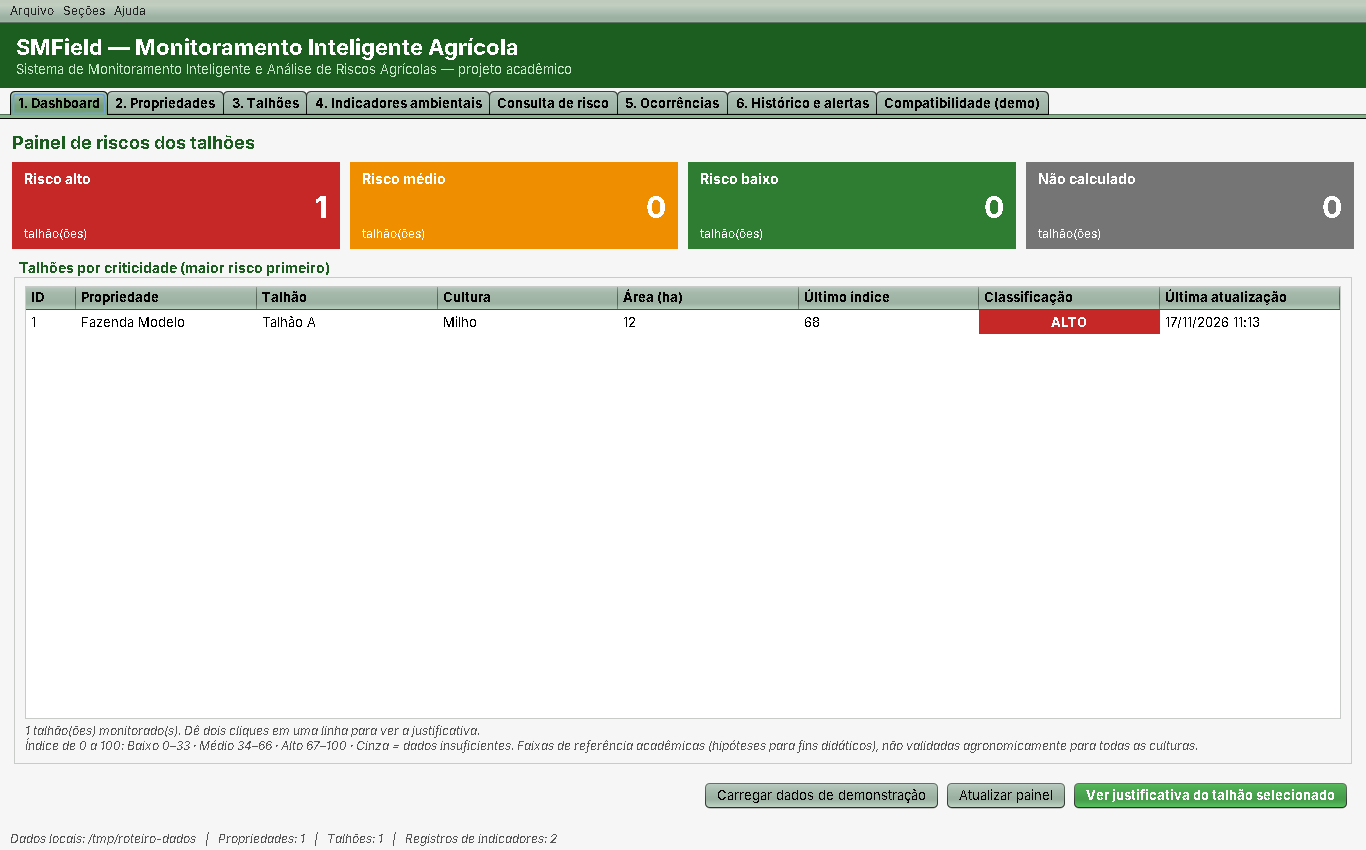 Arquivo Seções Ajuda
SMField — Monitoramento Inteligente Agrícola
Sistema de Monitoramento Inteligente e Análise de Riscos Agrícolas — projeto acadêmico
1. Dashboard 2. Propriedades 3. Talhões 4. Indicadores ambientais Consulta de risco 5. Ocorrências 6. Histórico e alertas Compatibilidade (demo)
Painel de riscos dos talhões
Risco alto Risco médio Risco baixo Não calculado
1 0 0 0
talhão(ões) talhão(ões) talhão(ões) talhão(ões)
Talhões por criticidade (maior risco primeiro)
ID Propriedade Talhão Cultura Área (ha) Último índice Classificação Última atualização
1 Fazenda Modelo Talhão A Milho 12 68 ALTO 17/11/2026 11:13
1 talhão(ões) monitorado(s). Dê dois cliques em uma linha para ver a justificativa.
Índice de 0 a 100: Baixo 0–33 · Médio 34–66 · Alto 67–100 · Cinza = dados insuficientes. Faixas de referência acadêmicas (hipóteses para fins didáticos), não validadas agronomicamente para todas as culturas.
Carregar dados de demonstração Atualizar painel Ver justificativa do talhão selecionado
Dados locais: /tmp/roteiro-dados | Propriedades: 1 | Talhões: 1 | Registros de indicadores: 2